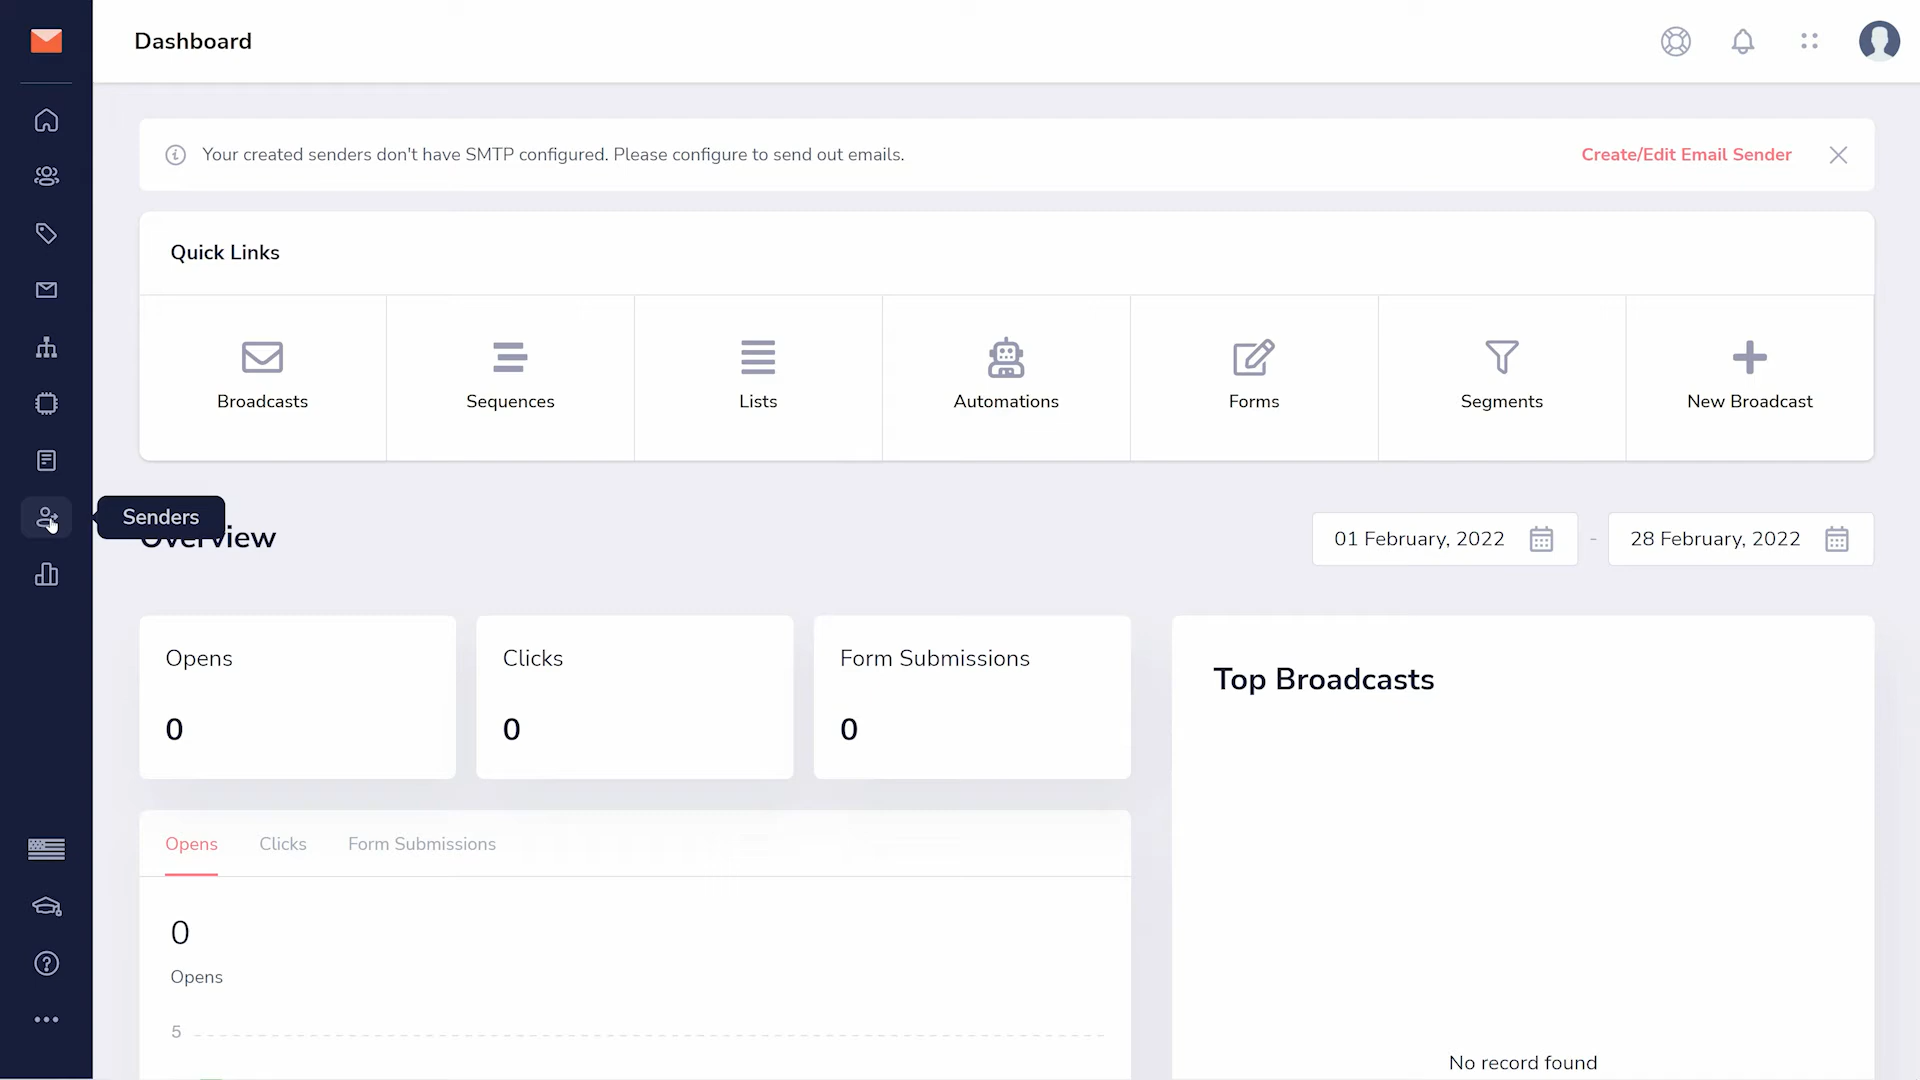 Dashboard
Your created senders don't have SMTP configured. Please configure to send out emails.
Create/Edit Email Sender
Quick Links
Broadcasts
Sequences
Lists
Automations
Forms
Segments
New Broadcast
Senders
Overview
01 February, 2022
-
28 February, 2022
Opens
0
Clicks
0
Form Submissions
0
Top Broadcasts
Opens
Clicks
Form Submissions
0
Opens
5
No record found